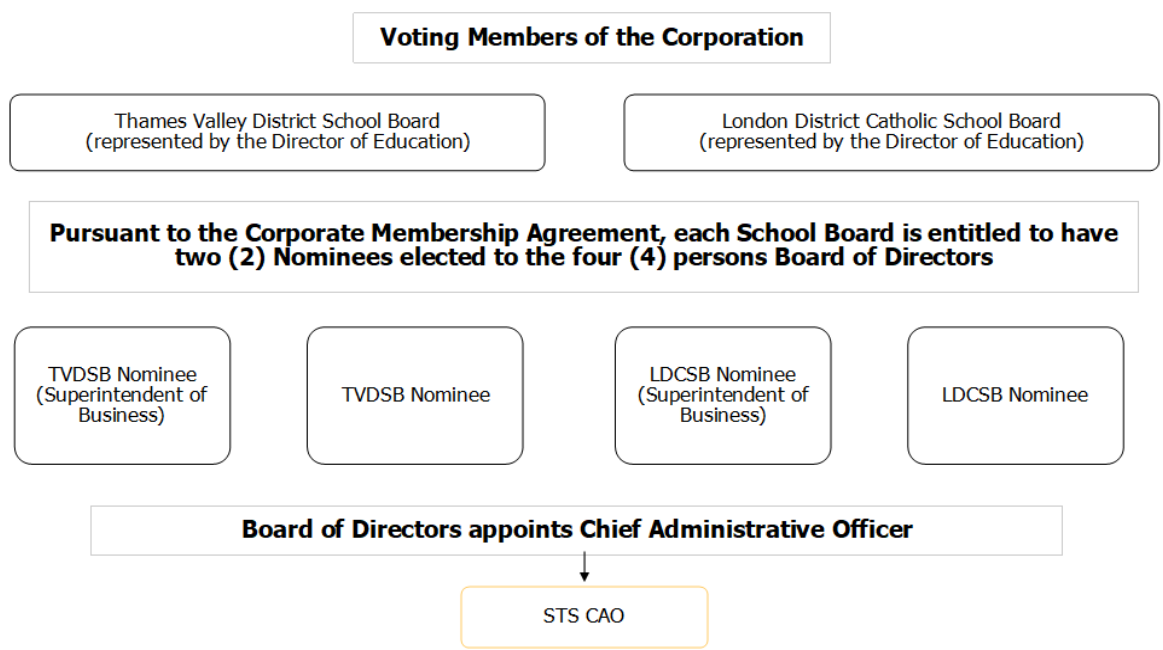 Voting Members of the Corporation
Thames Valley District School Board
(represented by the Director of Education)
London District Catholic School Board
(represented by the Director of Education)
Pursuant to the Corporate Membership Agreement, each School Board is entitled to have
two (2) Nominees elected to the four (4) persons Board of Directors
TVDSB Nominee
(Superintendent of
Business)
TVDSB Nominee
LDCSB Nominee
(Superintendent of
Business)
LDCSB Nominee
Board of Directors appoints Chief Administrative Officer
STS CAO